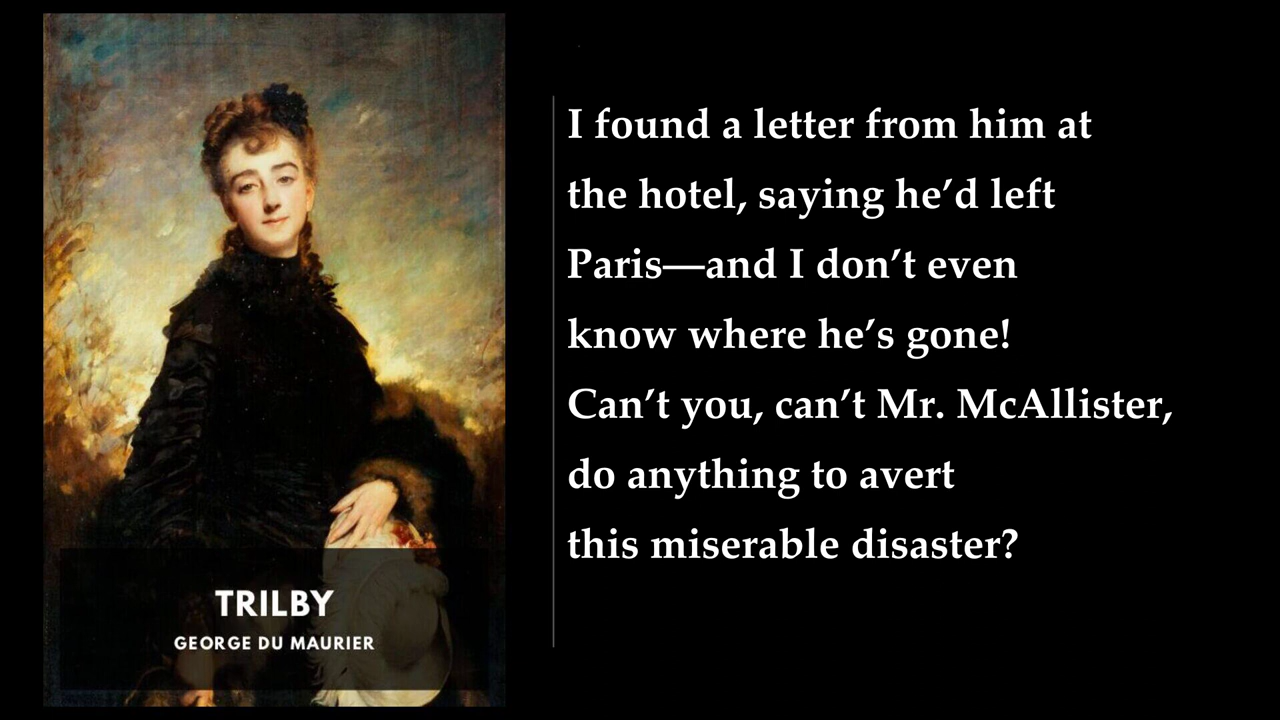 TRILBY
GEORGE DU MAURIER
I found a letter from him at
the hotel, saying he’d left
Paris—and I don’t even
know where he’s gone!
Can’t you, can’t Mr. McAllister,
do anything to avert
this miserable disaster?